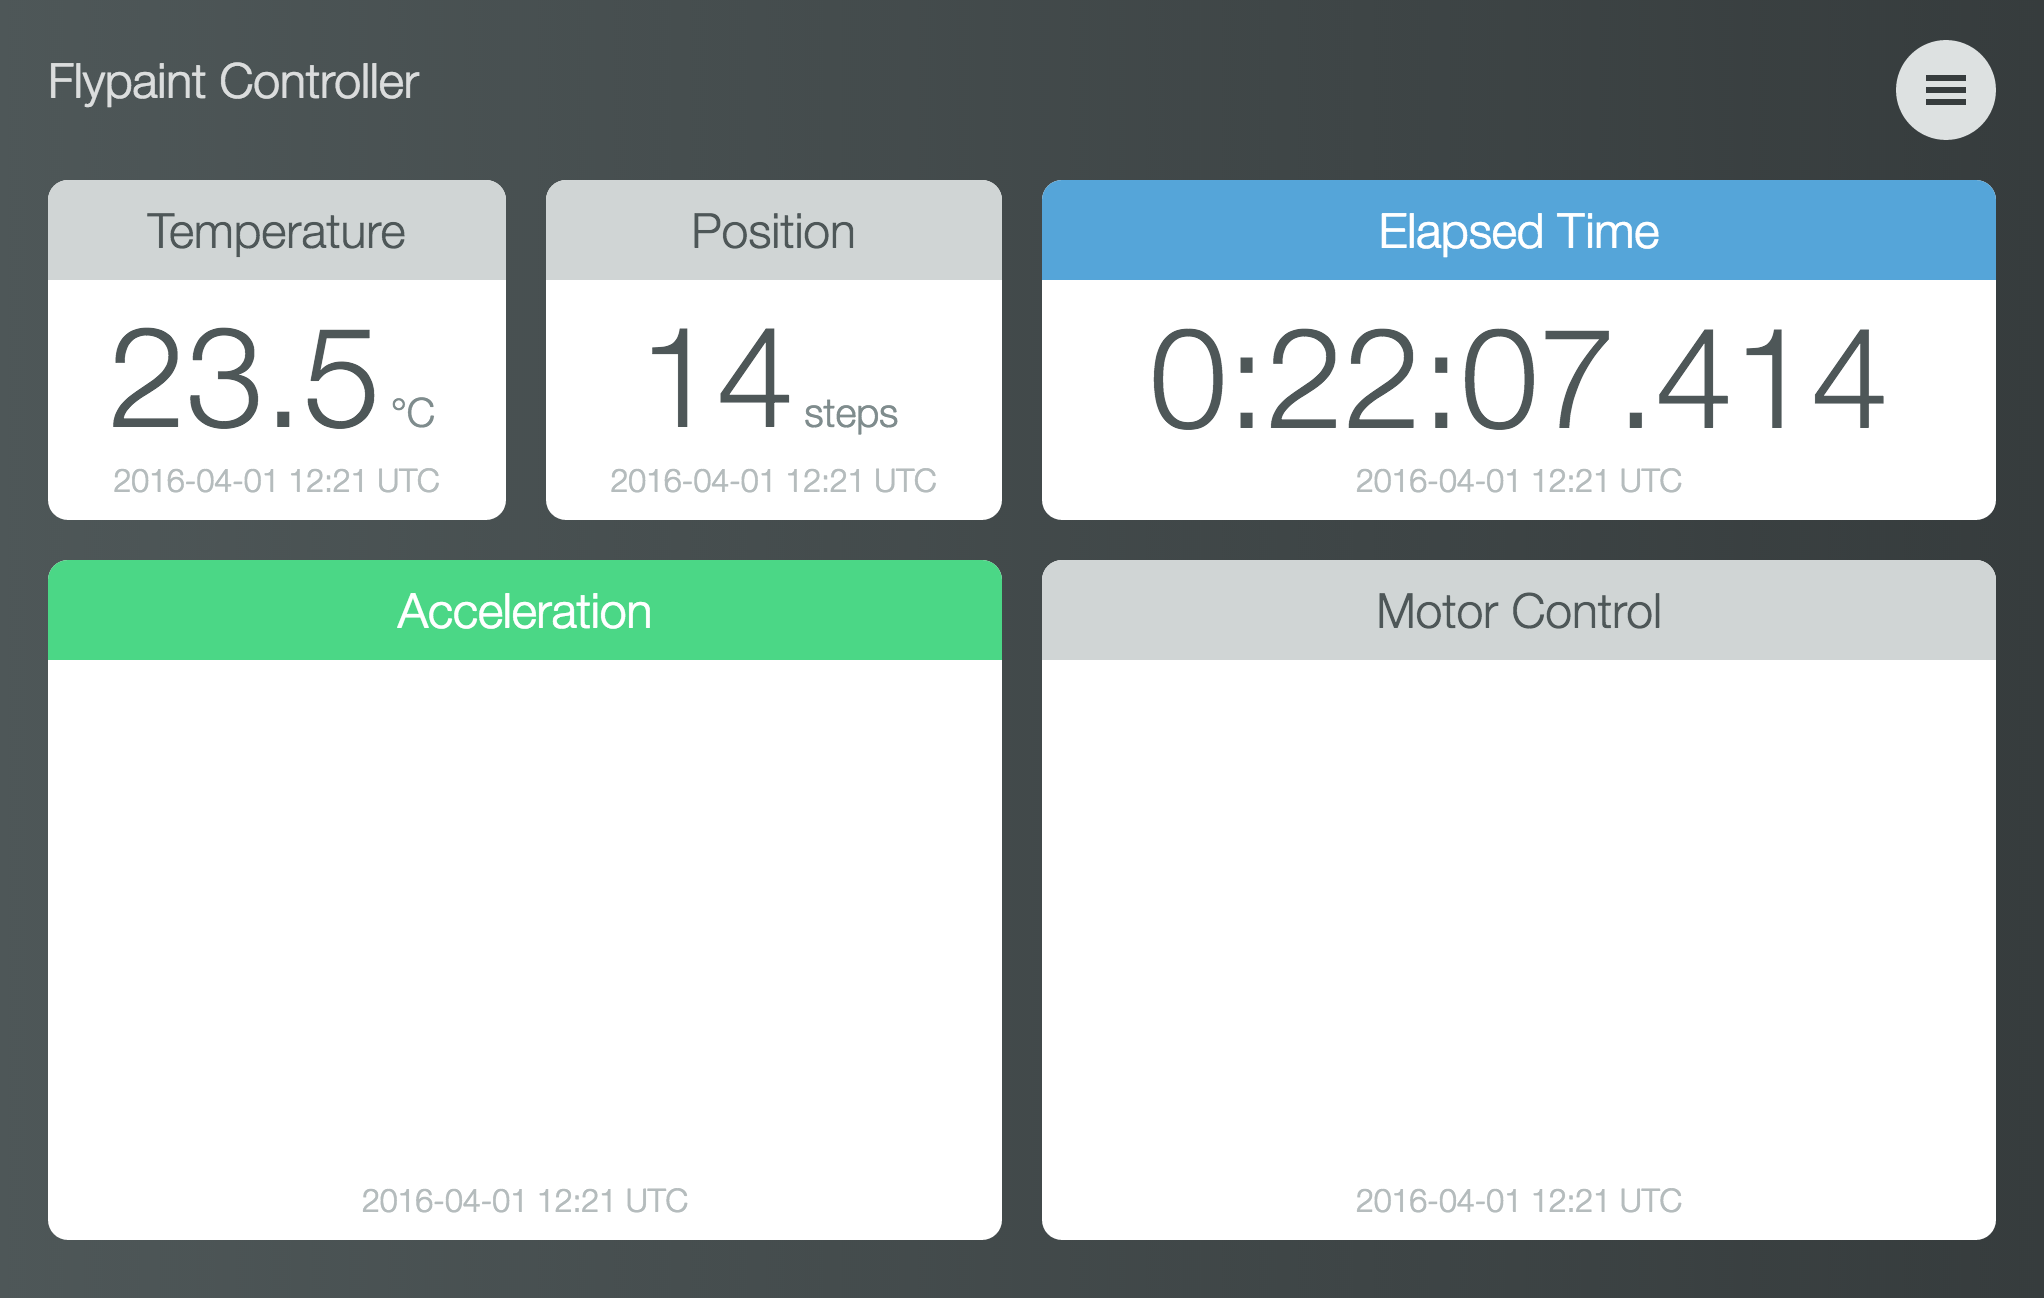 Flypaint Controller
Temperature
23.5 °C
2016-04-01 12:21 UTC
Position
14 steps
2016-04-01 12:21 UTC
Elapsed Time
0:22:07.414
2016-04-01 12:21 UTC
Acceleration
2016-04-01 12:21 UTC
Motor Control
2016-04-01 12:21 UTC